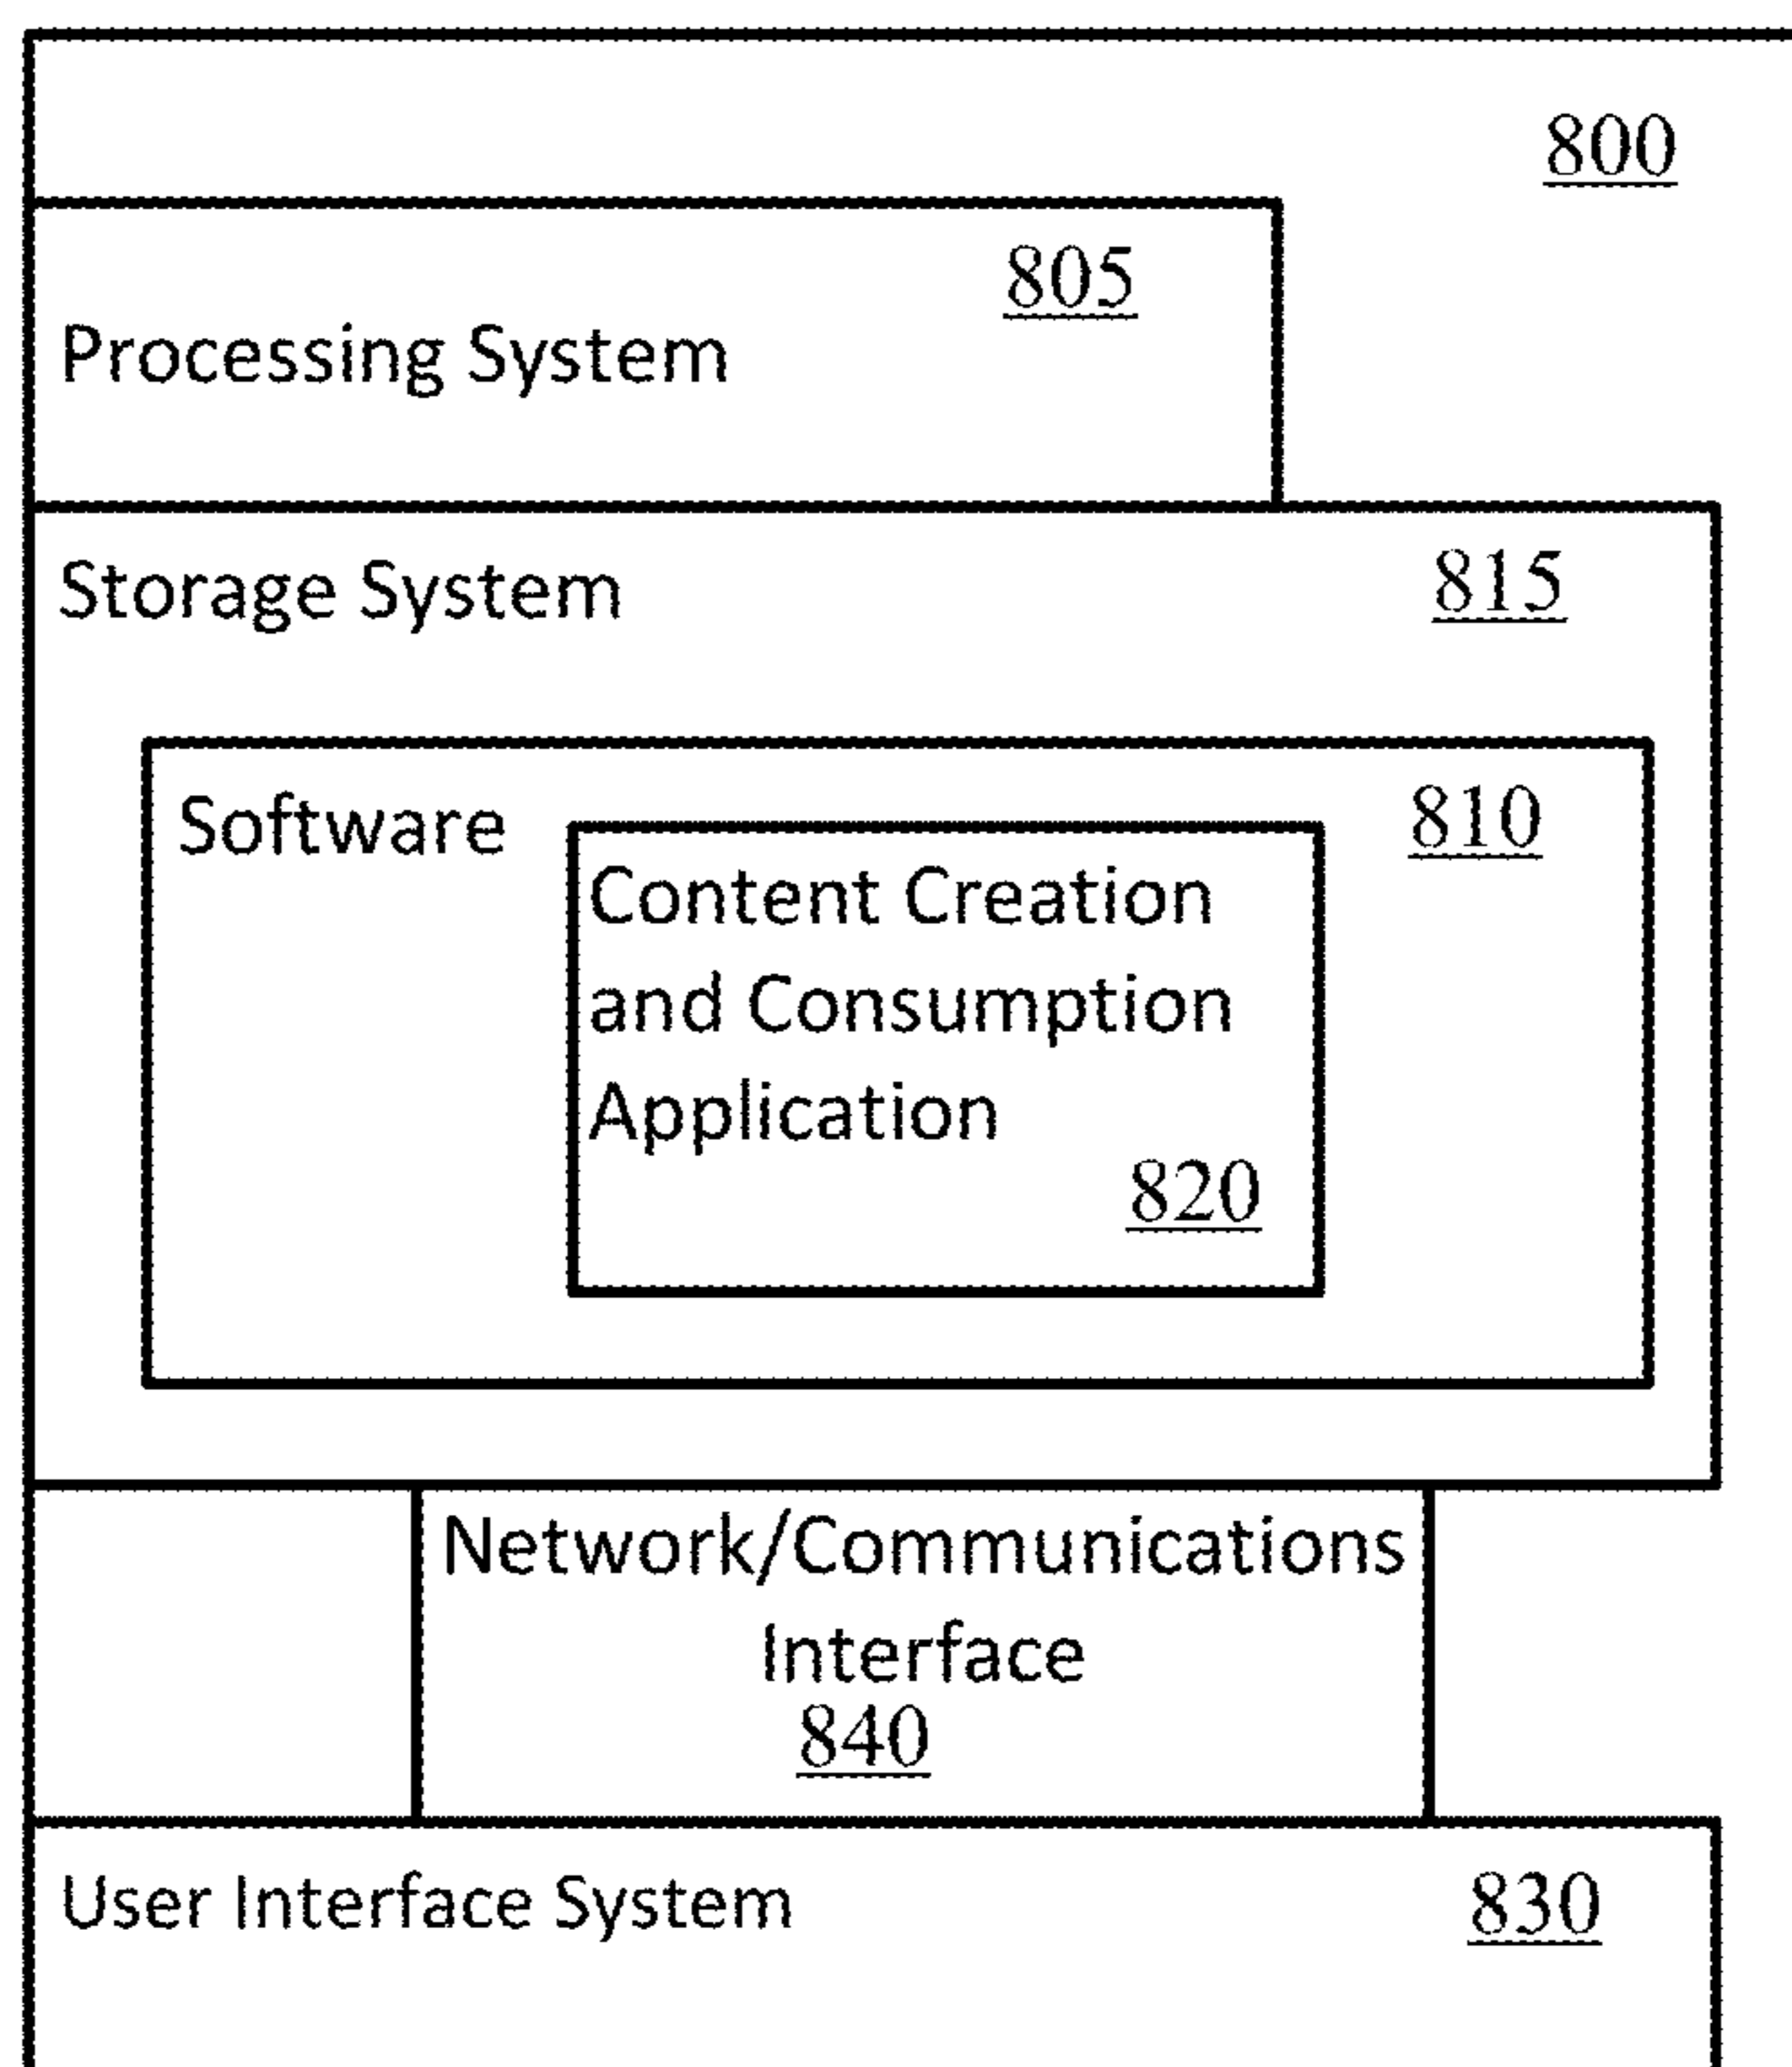 800
805
Processing System
Storage System 815
Software 810
Content Creation
and Consumption
Application
820
Network/Communications
Interface
840
User Interface System 830